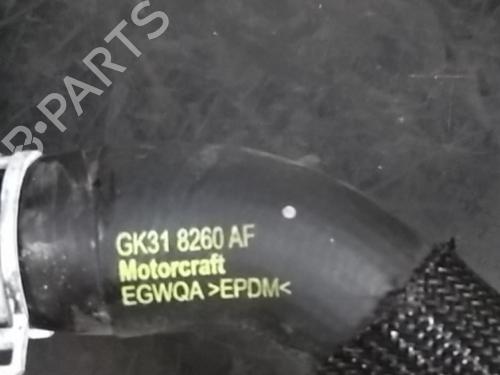 B-PARTS
GK31 8260 AF
Motorcraft
EGWQA >EPDM<